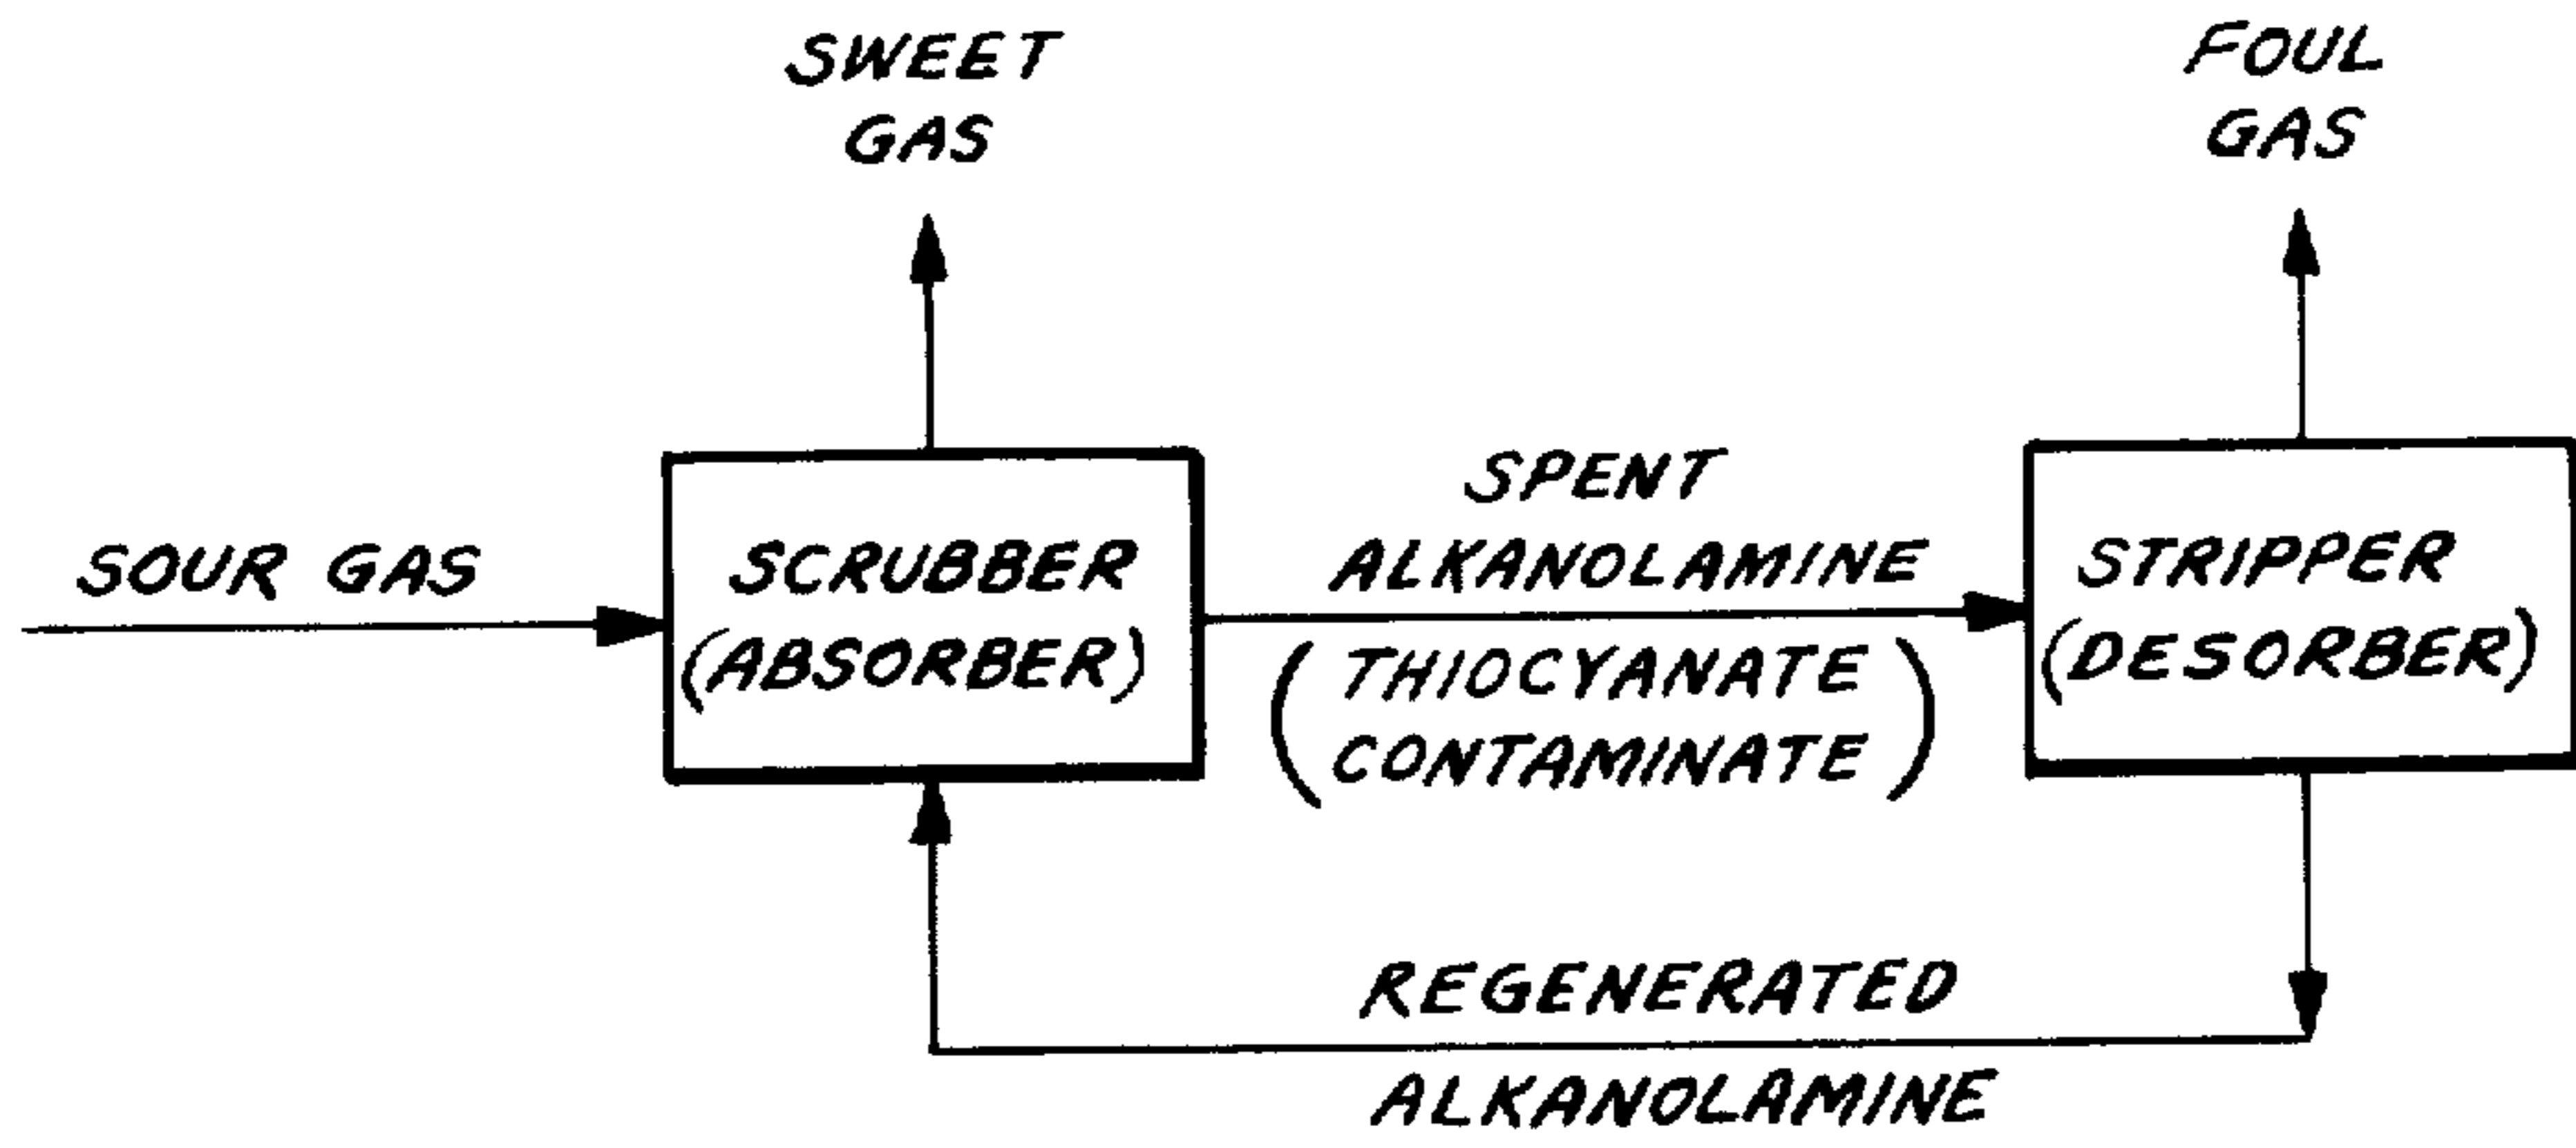 SWEET
GAS
FOUL
GAS
SOUR GAS
SCRUBBER
(ABSORBER)
SPENT
ALKANOLAMINE
(THIOCYANATE
CONTAMINATE)
STRIPPER
(DESORBER)
REGENERATED
ALKANOLAMINE